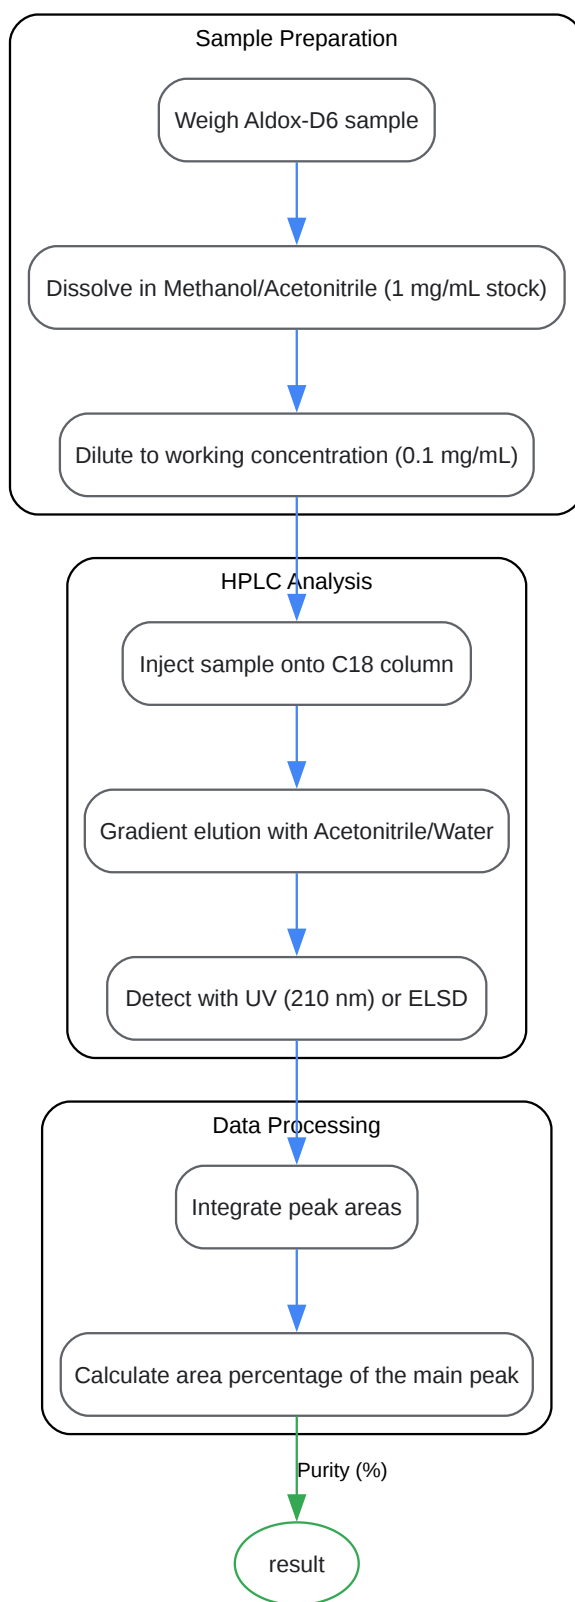 Sample Preparation
Weigh Aldox-D6 sample
Dissolve in Methanol/Acetonitrile (1 mg/mL stock)
Dilute to working concentration (0.1 mg/mL)
HPLC Analysis
Inject sample onto C18 column
Gradient elution with Acetonitrile/Water
Detect with UV (210 nm) or ELSD
Data Processing
Integrate peak areas
Calculate area percentage of the main peak
Purity (%)
result